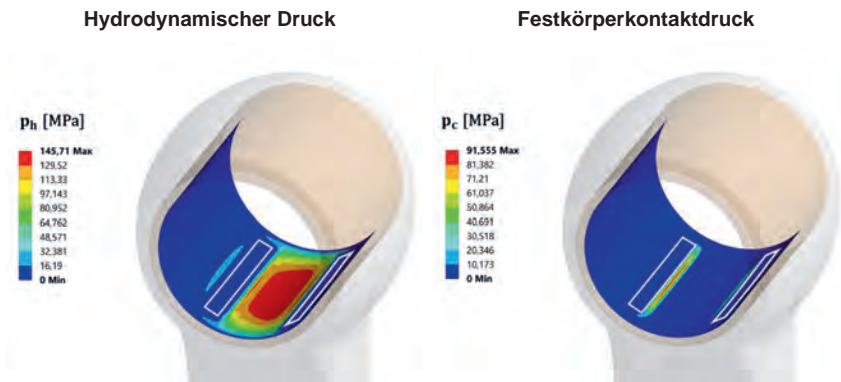 Hydrodynamischer Druck
Festkörperkontaktdruck
p_h [MPa]
145,71 Max
129,52
113,33
97,143
80,952
64,762
48,571
32,381
16,19
0 Min
p_c [MPa]
91,555 Max
81,382
71,21
61,037
50,864
40,691
30,518
20,346
10,173
0 Min